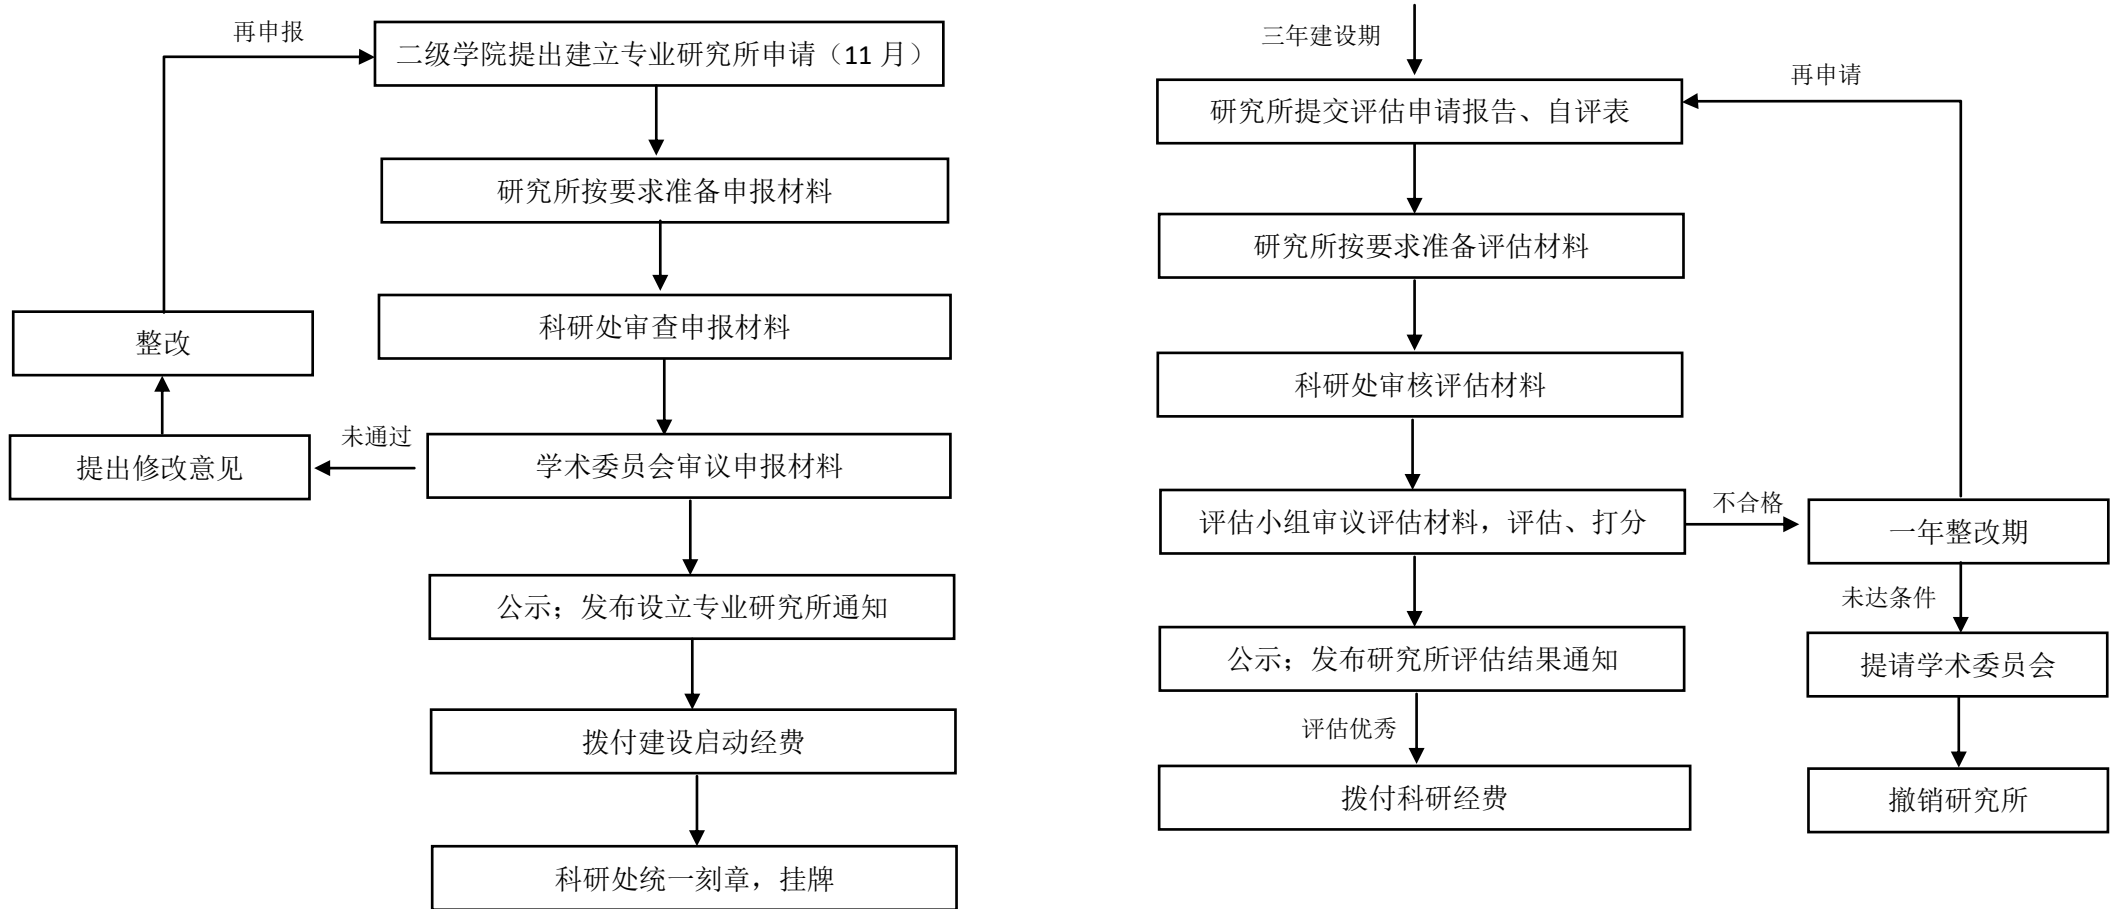 再申报
二级学院提出建立专业研究所申请（11 月）
研究所按要求准备申报材料
科研处审查申报材料
整改
未通过
提出修改意见
学术委员会审议申报材料
公示；发布设立专业研究所通知
拨付建设启动经费
科研处统一刻章，挂牌
三年建设期
再申请
研究所提交评估申请报告、自评表
研究所按要求准备评估材料
科研处审核评估材料
评估小组审议评估材料，评估、打分
不合格
一年整改期
未达条件
公示；发布研究所评估结果通知
提请学术委员会
评估优秀
拨付科研经费
撤销研究所